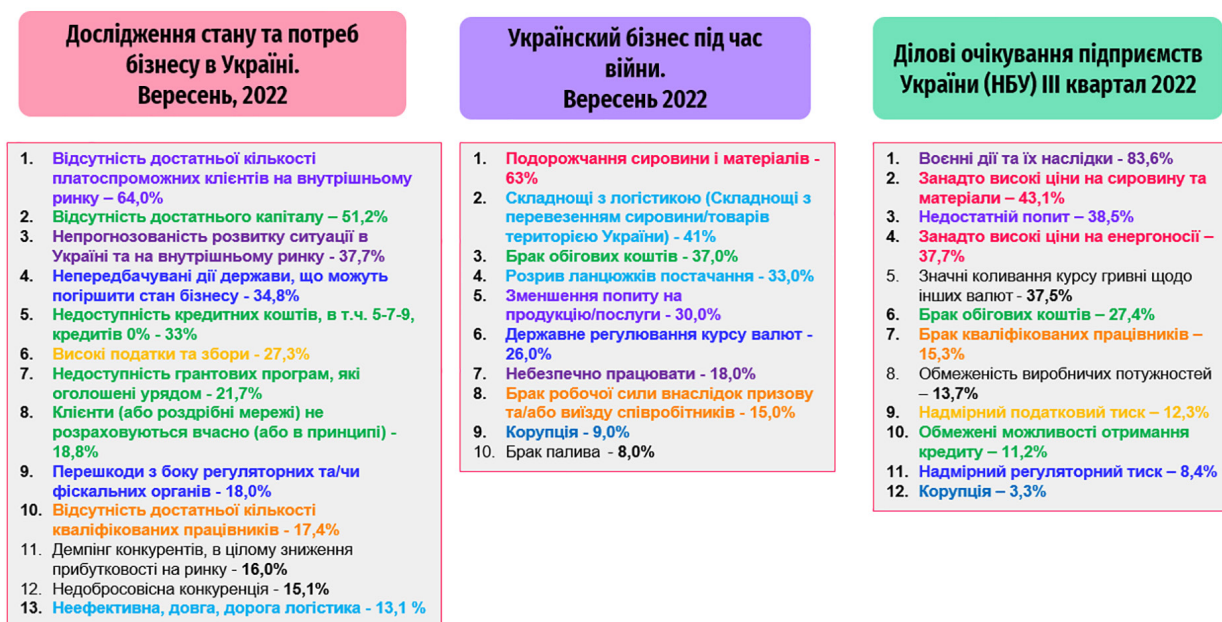 Дослідження стану та потреб
бізнесу в Україні.
Вересень, 2022
1. Відсутність достатньої кількості
платоспроможних клієнтів на внутрішньому
ринку – 64,0%
2. Відсутність достатнього капіталу – 51,2%
3. Непрогнозованість розвитку ситуації в
Україні та на внутрішньому ринку - 37,7%
4. Непередбачувані дії держави, що можуть
погіршити стан бізнесу - 34,8%
5. Недоступність кредитних коштів, в т.ч. 5-7-9,
кредитів 0% - 33%
6. Високі податки та збори - 27,3%
7. Недоступність грантових програм, які
оголошені урядом - 21,7%
8. Клієнти (або роздрібні мережі) не
розраховуються вчасно (або в принципі) -
18,8%
9. Перешкоди з боку регуляторних та/чи
фіскальних органів - 18,0%
10. Відсутність достатньої кількості
кваліфікованих працівників - 17,4%
11. Демпінг конкурентів, в цілому зниження
прибутковості на ринку - 16,0%
12. Недобросовісна конкуренція - 15,1%
13. Неефективна, довга, дорога логістика - 13,1 %
Українский бізнес під час
війни.
Вересень 2022
1. Подорожчання сировини і матеріалів -
63%
2. Складнощі з логістикою (Складнощі з
перевезенням сировини/товарів
територією України) - 41%
3. Брак обігових коштів - 37,0%
4. Розрив ланцюжків постачання - 33,0%
5. Зменшення попиту на
продукцію/послуги - 30,0%
6. Державне регулювання курсу валют -
26,0%
7. Небезпечно працювати - 18,0%
8. Брак робочої сили внаслідок призову
та/або виїзду співробітників - 15,0%
9. Корупція - 9,0%
10. Брак палива - 8,0%
Ділові очікування підприємств
України (НБУ) III квартал 2022
1. Воєнні дії та їх наслідки - 83,6%
2. Занадто високі ціни на сировину та
матеріали – 43,1%
3. Недостатній попит – 38,5%
4. Занадто високі ціни на енергоносії –
37,7%
5. Значні коливання курсу гривні щодо
інших валют - 37,5%
6. Брак обігових коштів – 27,4%
7. Брак кваліфікованих працівників –
15,3%
8. Обмеженість виробничих потужностей
– 13,7%
9. Надмірний податковий тиск – 12,3%
10. Обмежені можливості отримання
кредиту – 11,2%
11. Надмірний регуляторний тиск – 8,4%
12. Корупція – 3,3%